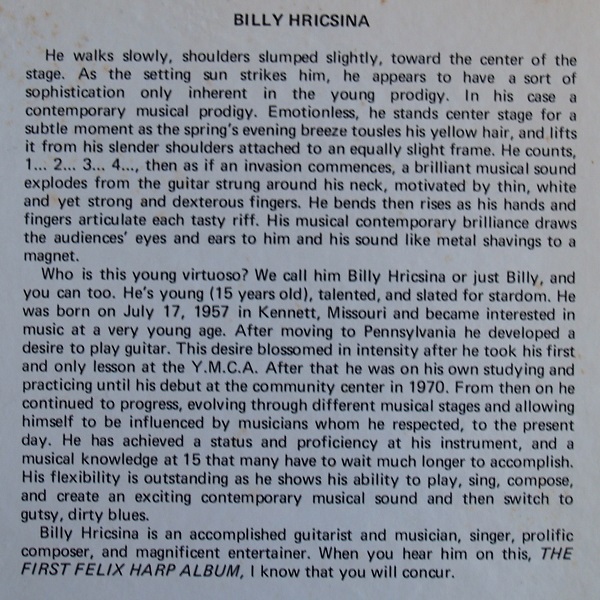 BILLY HRICSINA
He walks slowly, shoulders slumped slightly, toward the center of the
stage. As the setting sun strikes him, he appears to have a sort of
sophistication only inherent in the young prodigy. In his case a
contemporary musical prodigy. Emotionless, he stands center stage for a
subtle moment as the spring's evening breeze tousles his yellow hair, and lifts
it from his slender shoulders attached to an equally slight frame. He counts,
1... 2... 3... 4..., then as if an invasion commences, a brilliant musical sound
explodes from the guitar strung around his neck, motivated by thin, white
and yet strong and dexterous fingers. He bends then rises as his hands and
fingers articulate each tasty riff. His musical contemporary brilliance draws
the audiences' eyes and ears to him and his sound like metal shavings to a
magnet.
Who is this young virtuoso? We call him Billy Hricsina or just Billy, and
you can too. He's young (15 years old), talented, and slated for stardom. He
was born on July 17, 1957 in Kennett, Missouri and became interested in
music at a very young age. After moving to Pennsylvania he developed a
desire to play guitar. This desire blossomed in intensity after he took his first
and only lesson at the Y.M.C.A. After that he was on his own studying and
practicing until his debut at the community center in 1970. From then on he
continued to progress, evolving through different musical stages and allowing
himself to be influenced by musicians whom he respected, to the present
day. He has achieved a status and proficiency at his instrument, and a
musical knowledge at 15 that many have to wait much longer to accomplish.
His flexibility is outstanding as he shows his ability to play, sing, compose,
and create an exciting contemporary musical sound and then switch to
gutsy, dirty blues.
Billy Hricsina is an accomplished guitarist and musician, singer, prolific
composer, and magnificent entertainer. When you hear him on this, THE
FIRST FELIX HARP ALBUM, I know that you will concur.